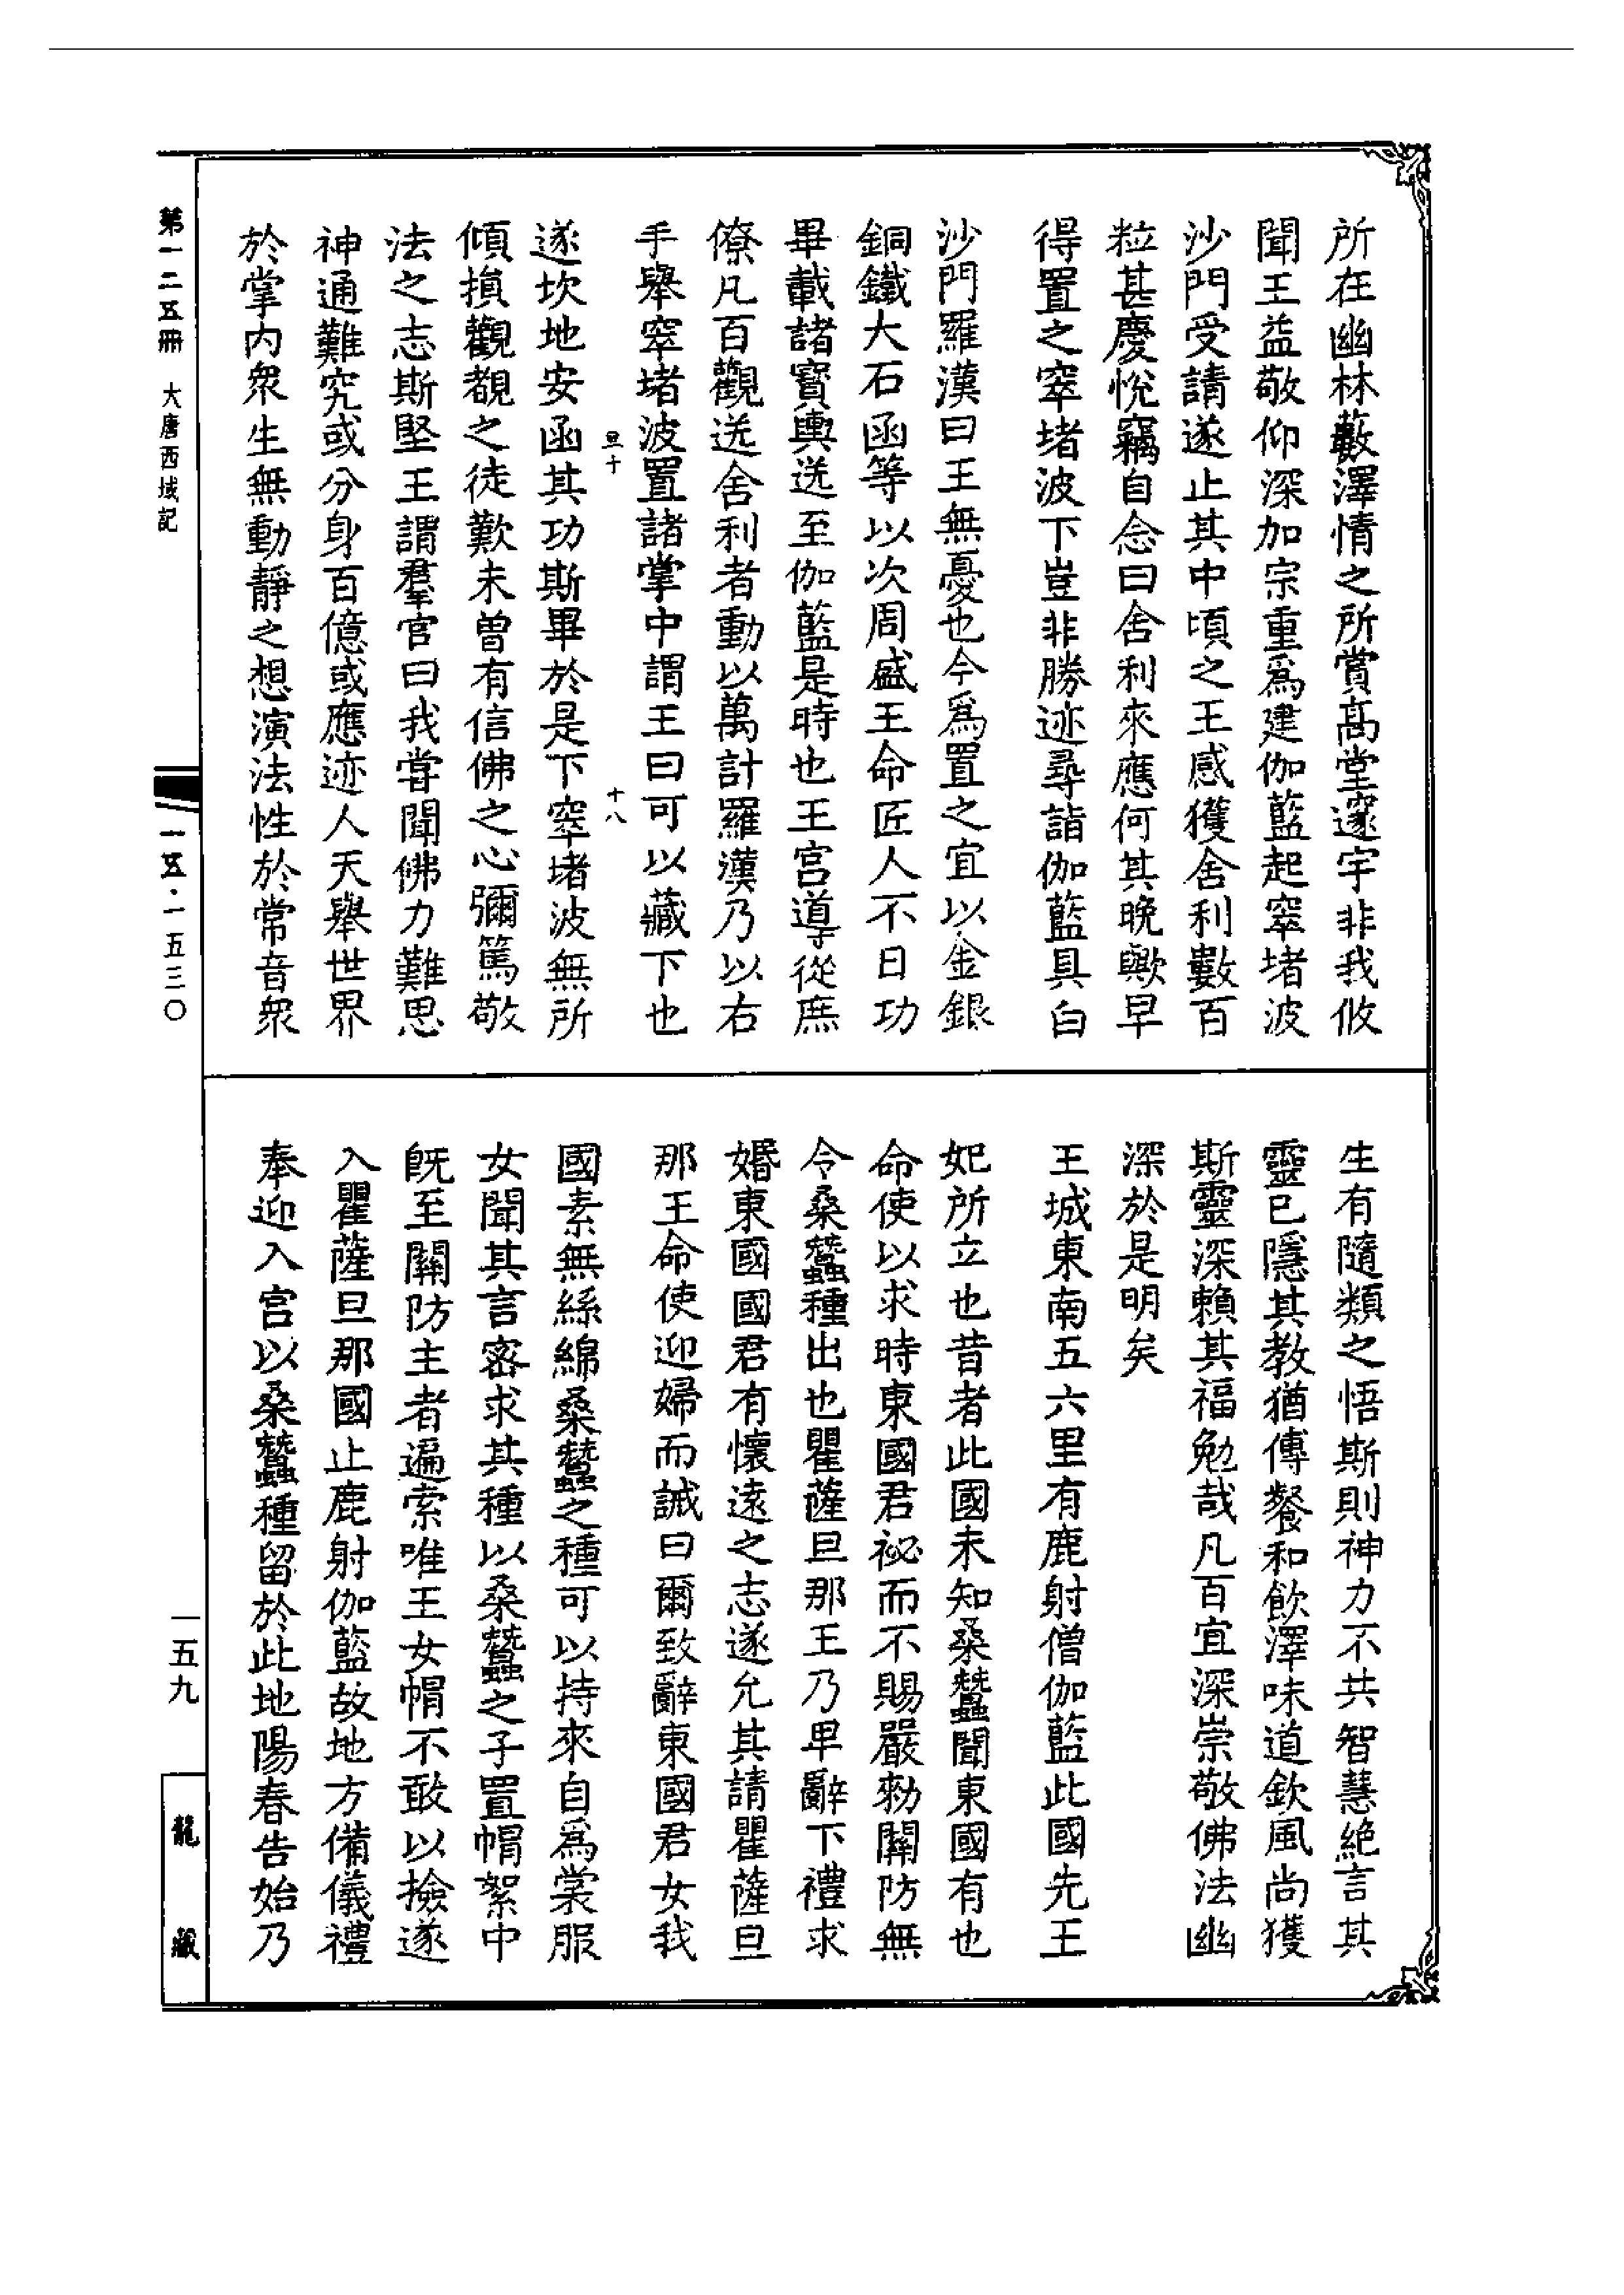 所在幽林藪澤情之所賞高堂邃宇非我攸
聞王益敬仰深加宗重爲建伽藍起窣堵波
沙門受請遂止其中頃之王感獲舍利數百
粒甚慶悅竊自念曰舍利來應何其晚歟早
得置之窣堵波下豈非勝迹尋詣伽藍具白
沙門羅漢曰王無憂也今爲置之宜以金銀
銅鐵大石函等以次周盛王命匠人不日功
畢載諸寶輿送至伽藍是時也王宮導從庶
僚凡百觀送舍利者動以萬計羅漢乃以右
手舉窣堵波置諸掌中謂王曰可以藏下也
旦十 十八
遂坎地安函其功斯畢於是下窣堵波無所
傾損觀覩之徒歎未曾有信佛之心彌篤敬
法之志斯堅王謂羣官曰我甞聞佛力難思
神通難究或分身百億或應迹人天舉世界
於掌內衆生無動靜之想演法性於常音衆
生有隨類之悟斯則神力不共智慧絕言其
靈已隱其教猶傳餐和飲澤味道欽風尚獲
斯靈深賴其福勉哉凡百宜深崇敬佛法幽
深於是明矣
王城東南五六里有鹿射僧伽藍此國先王
妃所立也昔者此國未知桑蠶聞東國有也
命使以求時東國君祕而不賜嚴勑關防無
令桑蠶種出也瞿薩旦那王乃卑辭下禮求
婚東國國君有懷遠之志遂允其請瞿薩旦
那王命使迎婦而誡曰爾致辭東國君女我
國素無絲綿桑蠶之種可以持來自爲裳服
女聞其言密求其種以桑蠶之子置帽絮中
旣至關防主者遍索唯王女帽不敢以撿遂
入瞿薩旦那國止鹿射伽藍故地方備儀禮
奉迎入宮以桑蠶種留於此地陽春告始乃
第一二五冊 大唐西域記
一二五·一五三〇
一五九
龍藏